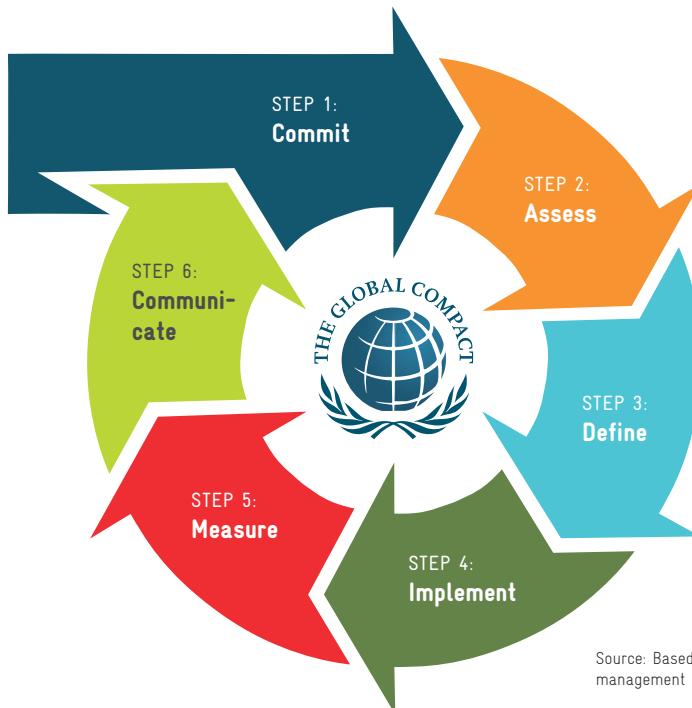 STEP 1:
Commit
STEP 2:
Assess
STEP 3:
Define
STEP 4:
Implement
STEP 5:
Measure
STEP 6:
Communi-
cate
THE GLOBAL COMPACT
Source: Based
management